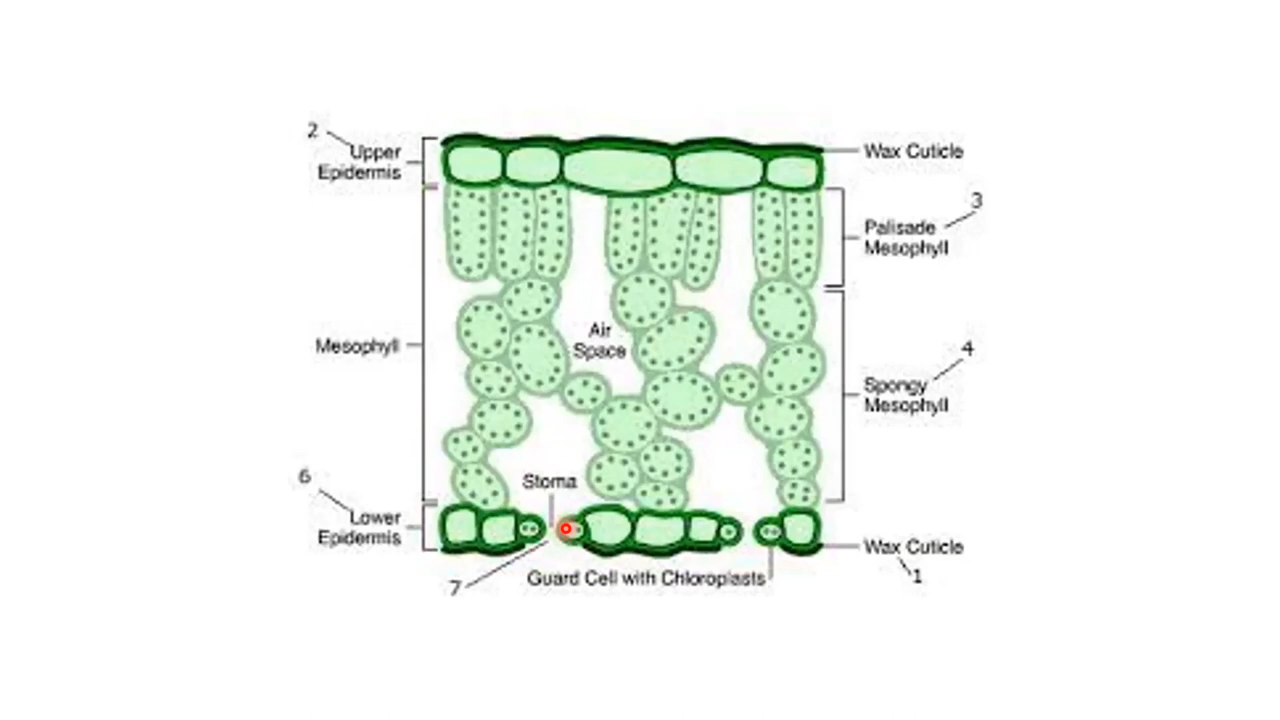 2
Upper
Epidermis
Wax Cuticle
3
Palisade
Mesophyll
Air
Space
Mesophyll
4
Spongy
Mesophyll
6
Stoma
Lower
Epidermis
Wax Cuticle
7
Guard Cell with Chloroplasts
1